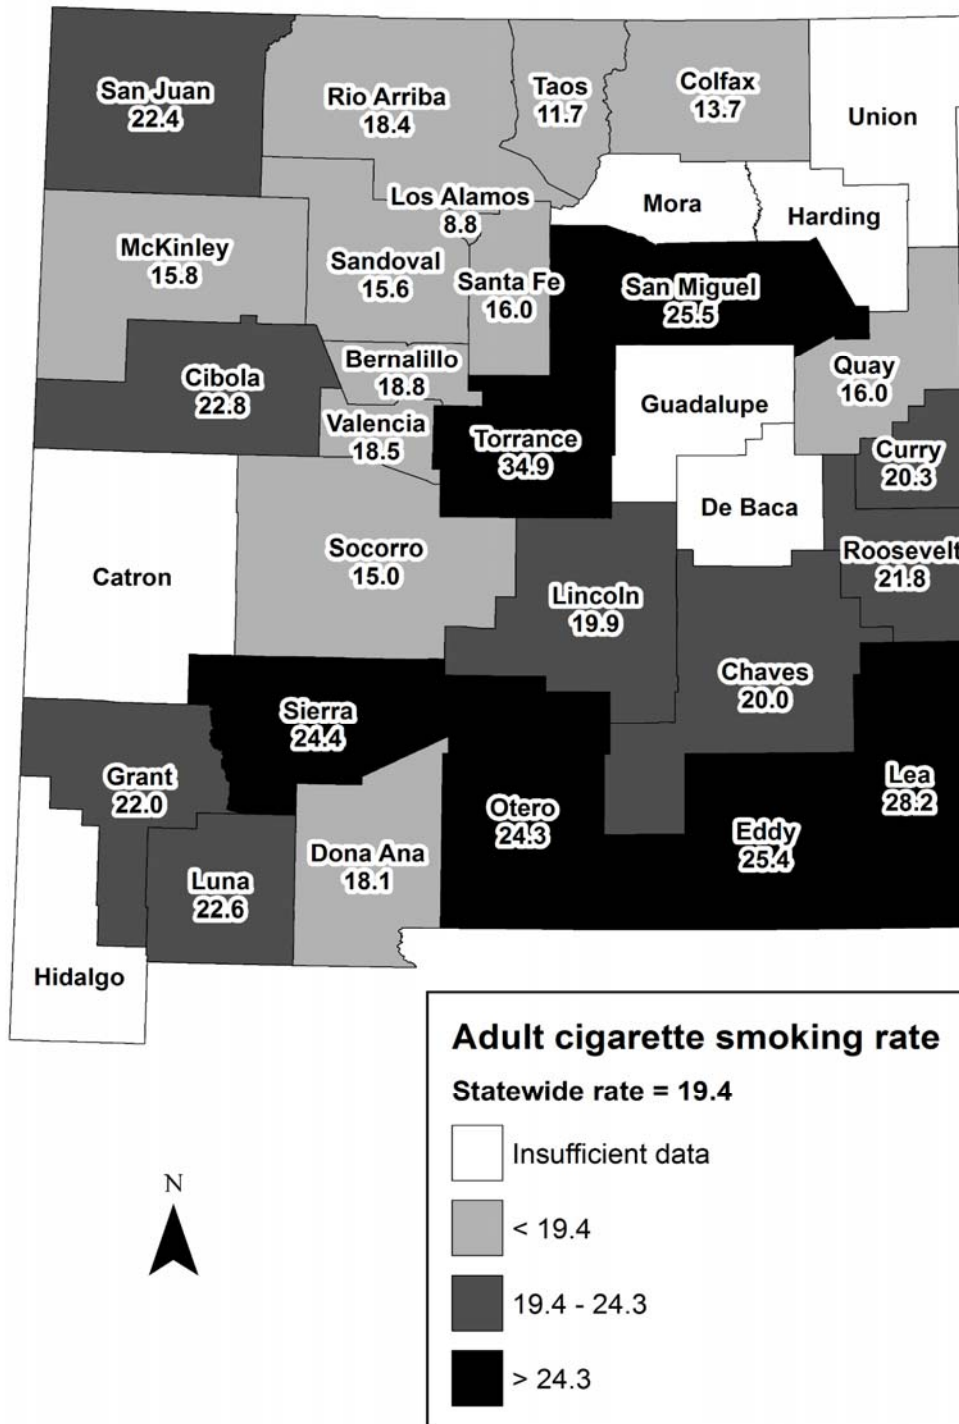 San Juan
22.4
Rio Arriba
18.4
Taos
11.7
Colfax
13.7
Union
Los Alamos
8.8
Mora
Harding
McKinley
15.8
Sandoval
15.6
Santa Fe
16.0
San Miguel
25.5
Bernalillo
18.8
Quay
16.0
Cibola
22.8
Guadalupe
Valencia
18.5
Torrance
34.9
Curry
20.3
De Baca
Socorro
15.0
Roosevelt
21.8
Catron
Lincoln
19.9
Chaves
20.0
Sierra
24.4
Grant
22.0
Otero
24.3
Lea
28.2
Eddy
25.4
Dona Ana
18.1
Luna
22.6
Hidalgo
Adult cigarette smoking rate
Statewide rate = 19.4
Insufficient data
< 19.4
19.4 - 24.3
> 24.3
N